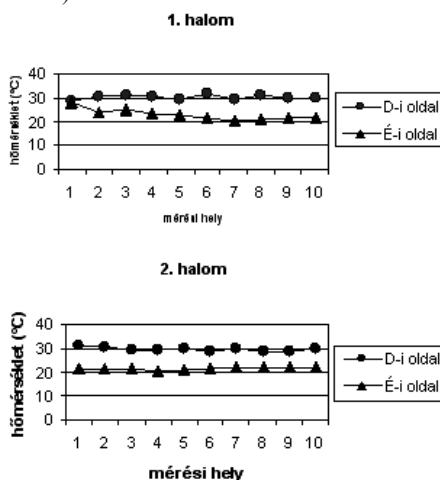 1. halom
hőmérséklet (°C)
40
30
20
10
0
1 2 3 4 5 6 7 8 9 10
mérési hely
D-i oldal
É-i oldal
2. halom
hőmérséklet (°C)
40
30
20
10
0
1 2 3 4 5 6 7 8 9 10
mérési hely
D-i oldal
É-i oldal